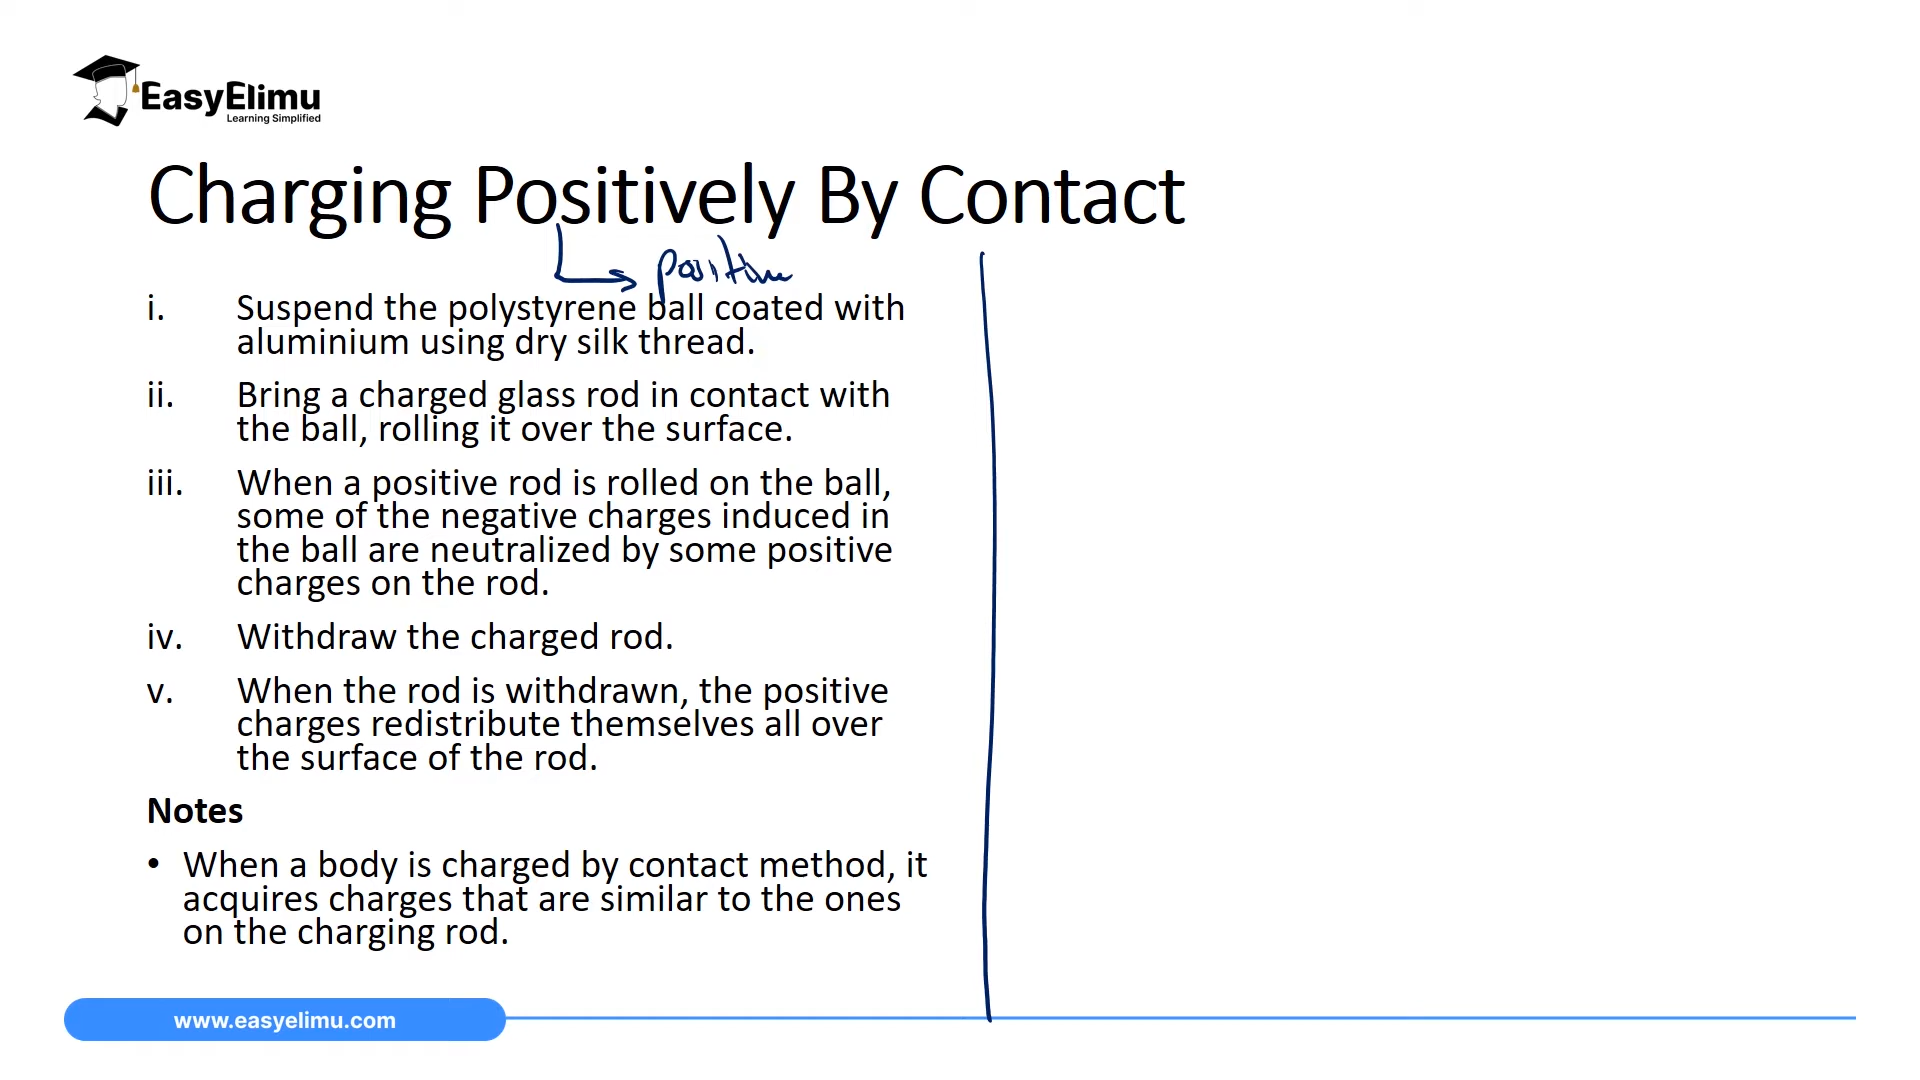 EasyElimu
Learning Simplified
Charging Positively By Contact
positive
i. Suspend the polystyrene ball coated with
aluminium using dry silk thread.
ii. Bring a charged glass rod in contact with
the ball, rolling it over the surface.
iii. When a positive rod is rolled on the ball,
some of the negative charges induced in
the ball are neutralized by some positive
charges on the rod.
iv. Withdraw the charged rod.
v. When the rod is withdrawn, the positive
charges redistribute themselves all over
the surface of the rod.
Notes
• When a body is charged by contact method, it
acquires charges that are similar to the ones
on the charging rod.
www.easyelimu.com